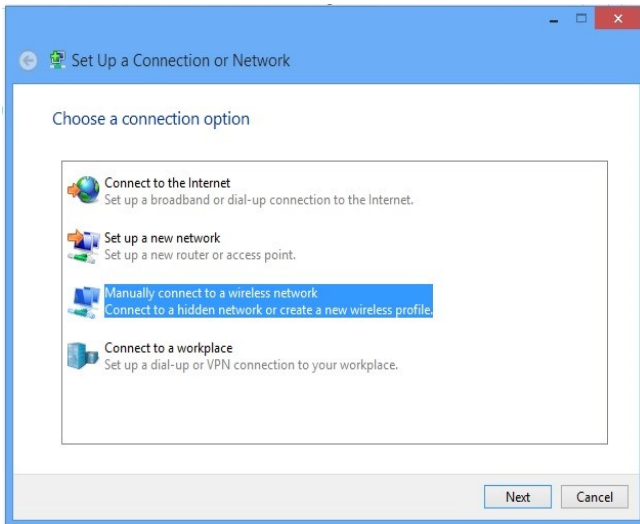 Set Up a Connection or Network
Choose a connection option
Connect to the Internet
Set up a broadband or dial-up connection to the Internet.
Set up a new network
Set up a new router or access point.
Manually connect to a wireless network
Connect to a hidden network or create a new wireless profile.
Connect to a workplace
Set up a dial-up or VPN connection to your workplace.
Next
Cancel